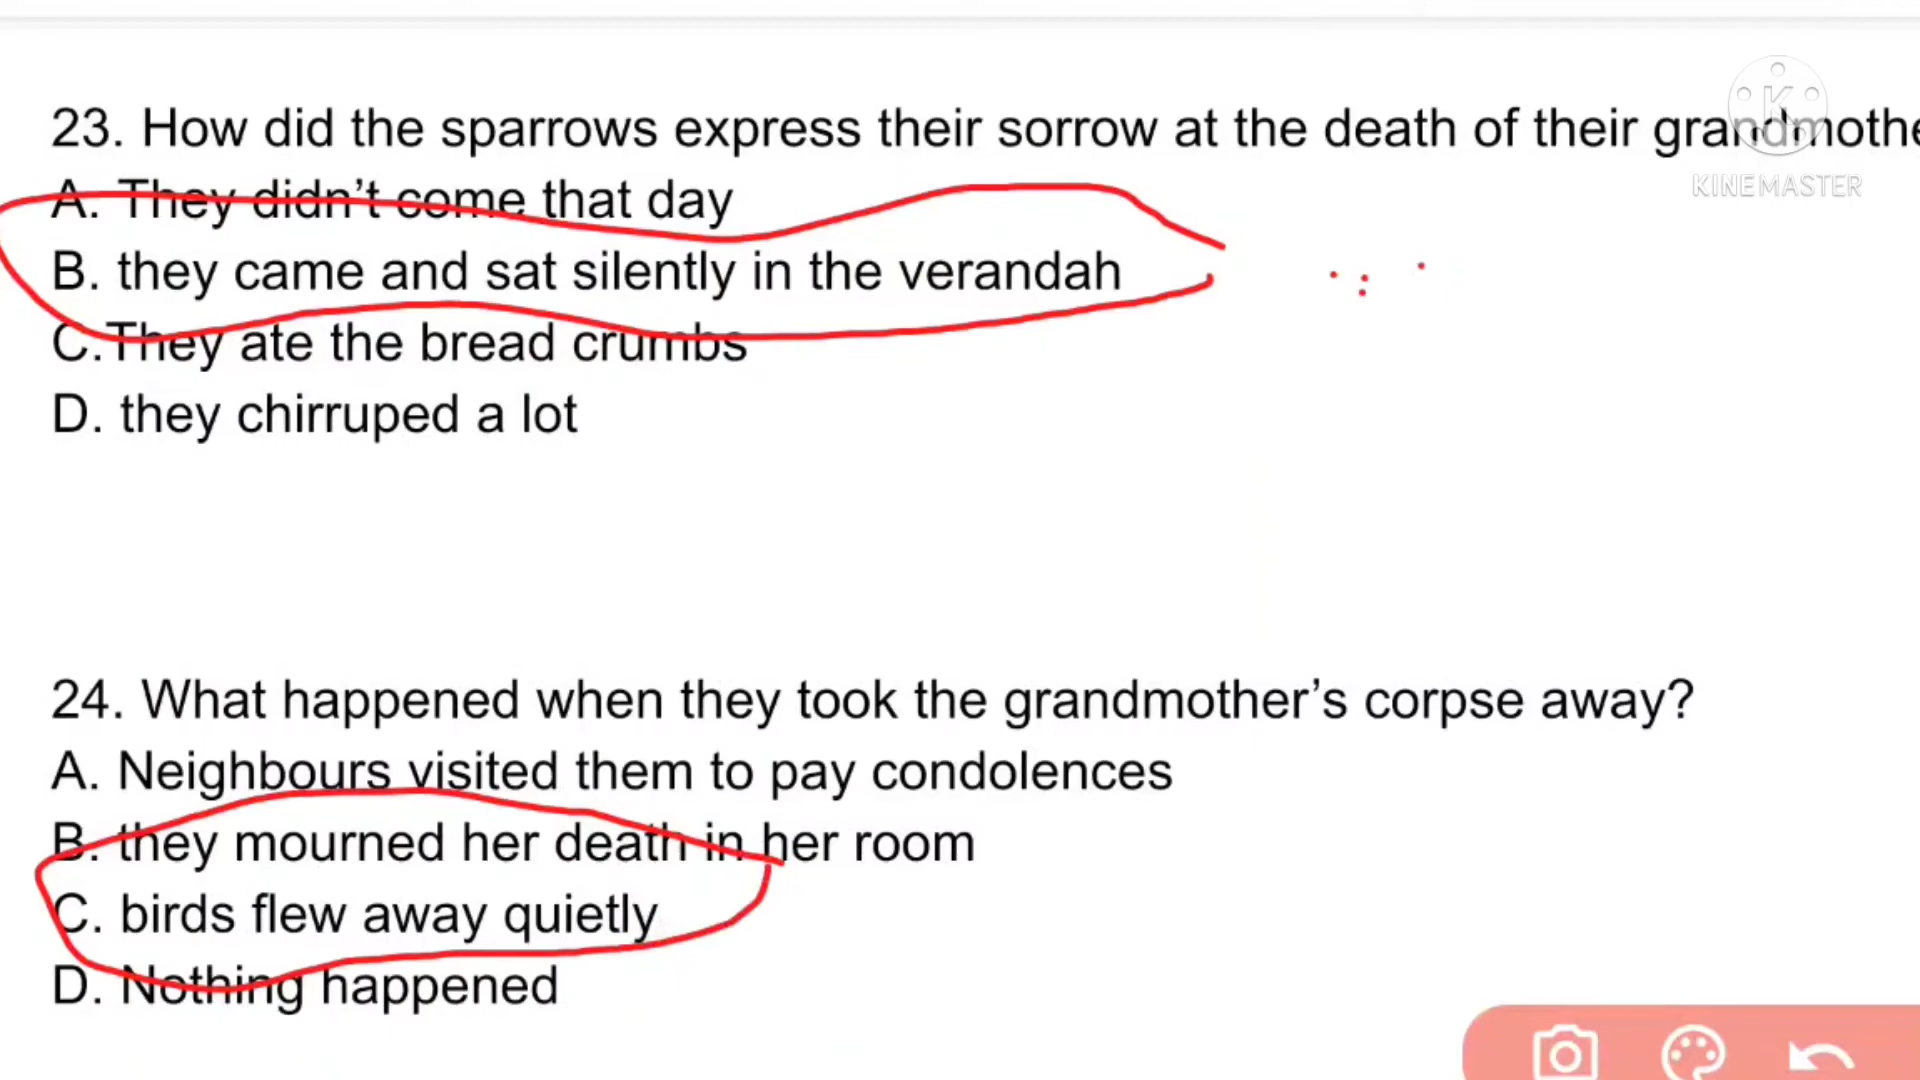 23. How did the sparrows express their sorrow at the death of their grandmothe
A. They didn't come that day
B. they came and sat silently in the verandah
C.They ate the bread crumbs
D. they chirruped a lot
KINEMASTER
24. What happened when they took the grandmother's corpse away?
A. Neighbours visited them to pay condolences
B. they mourned her death in her room
C. birds flew away quietly
D. Nothing happened